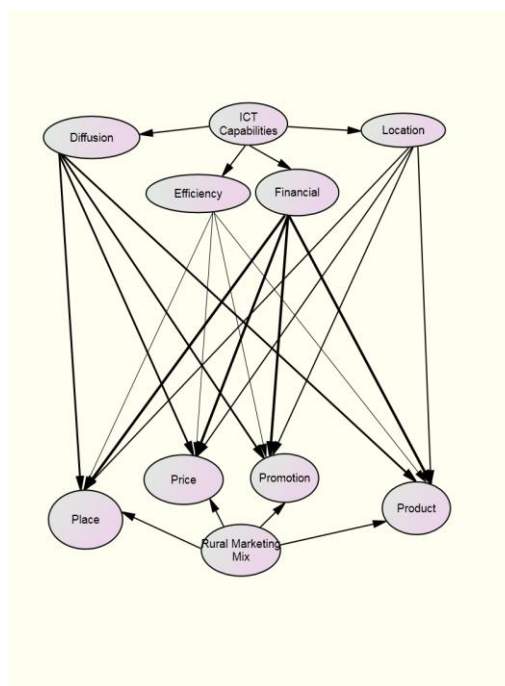 ICT
Capabilities
Diffusion
Location
Efficiency
Financial
Price
Promotion
Place
Product
Rural Marketing
Mix